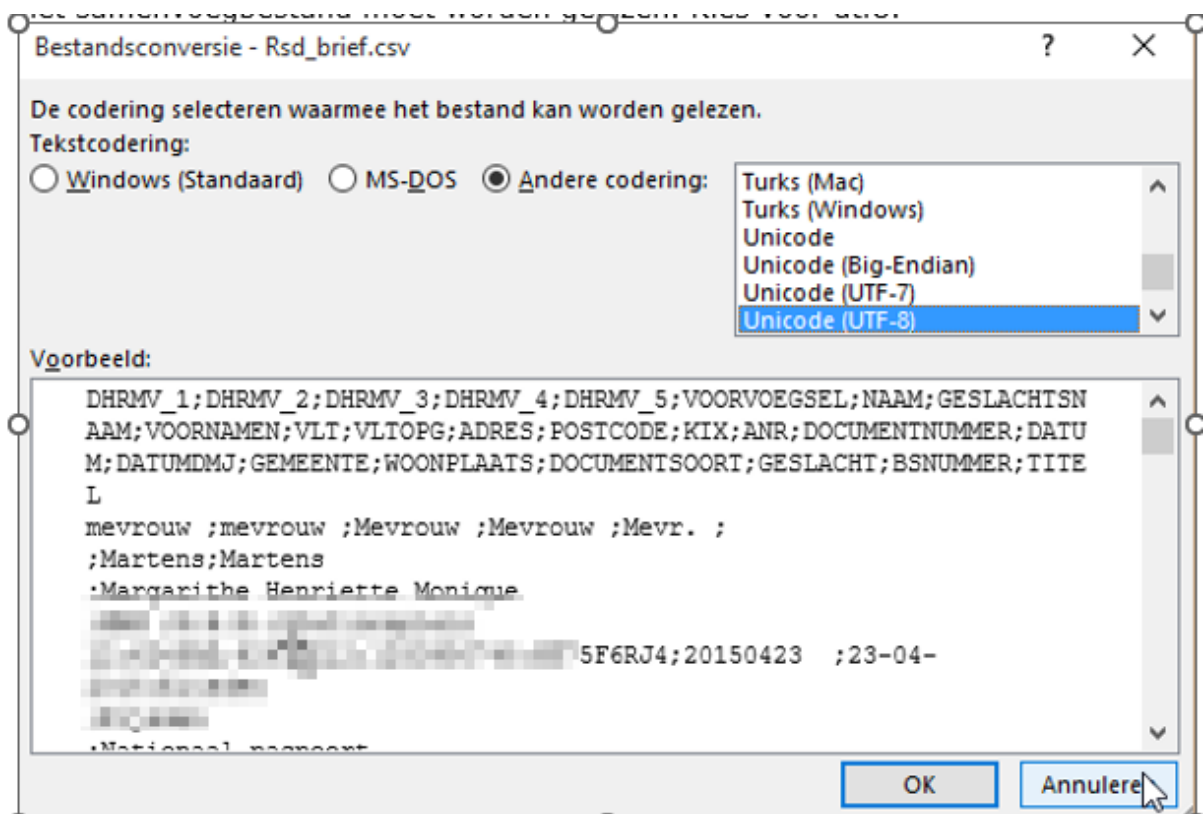 Bestandsconversie - Rsd_brief.csv ?
De codering selecteren waarmee het bestand kan worden gelezen.
Tekstcodering:
Windows (Standaard) MS-DOS Andere codering:
Turks (Mac)
Turks (Windows)
Unicode
Unicode (Big-Endian)
Unicode (UTF-7)
Unicode (UTF-8)
Voorbeeld:
DHRMV_1;DHRMV_2;DHRMV_3;DHRMV_4;DHRMV_5;VOORVOEGSEL;NAAM;GESLACHTSN
AAM;VOORNAMEN;VLT;VLTOPG;ADRES;POSTCODE;KIX;ANR;DOCUMENTNUMMER;DATU
M;DATUMDMJ;GEMEENTE;WOONPLAATS;DOCUMENTSOORT;GESLACHT;BSNUMMER;TITE
L
mevrouw ;mevrouw ;Mevrouw ;Mevrouw ;Mevr. ;
;Martens;Martens
;Margarithe Henriette Monique
5F6RJ4;20150423 ;23-04-
;Nationaal paspoort
OK Annulere